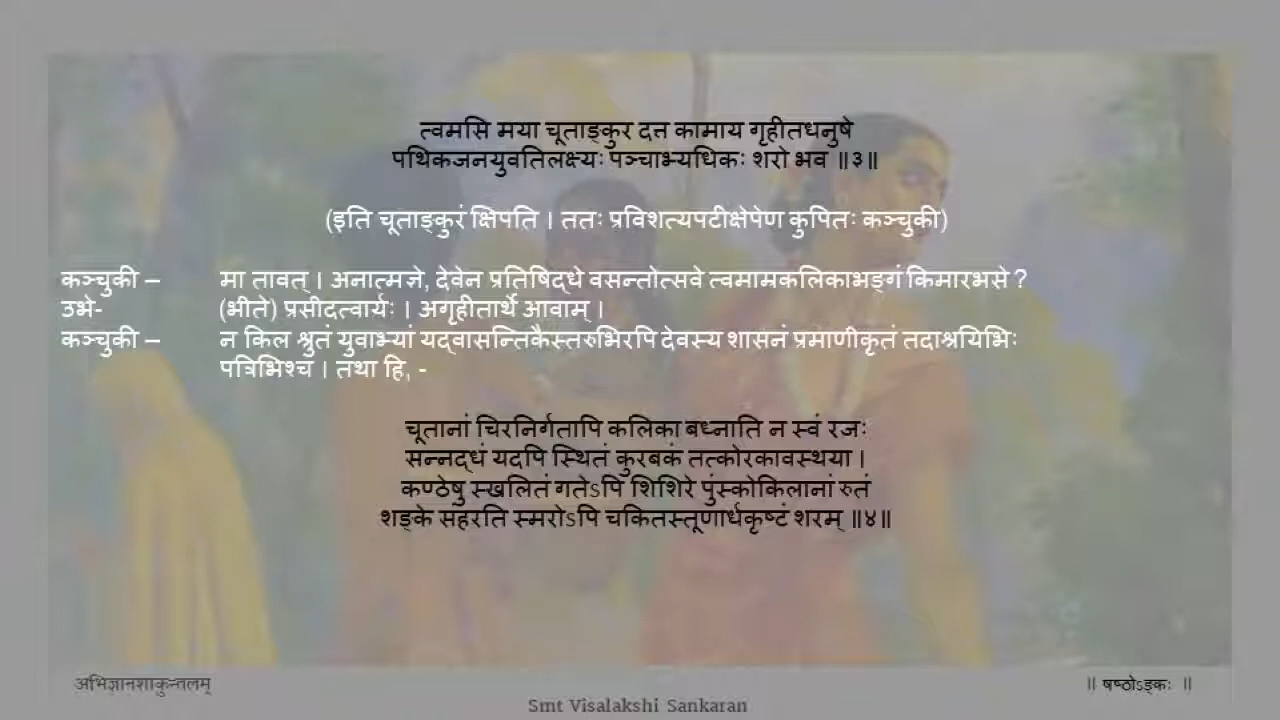 त्वमसि मया चूताङ्कुर दत्त कामाय गृहीतधनुषे
पथिकजनयुवतिलक्ष्यः पञ्चाभ्यधिकः शरो भव ॥३॥
(इति चूताङ्कुरं क्षिपति । ततः प्रविशत्यपटीक्षेपेण कुपितः कञ्चुकी)
कञ्चुकी – मा तावत् । अनात्मज्ञे, देवेन प्रतिषिद्धे वसन्तोत्सवे त्वमामकलिकाभङ्गं किमारभसे ?
उभे- (भीते) प्रसीदत्वार्यः । अगृहीतार्थे आवाम् ।
कञ्चुकी – न किल श्रुतं युवाभ्यां यद्वासन्तिकैस्तरुभिरपि देवस्य शासनं प्रमाणीकृतं तदाश्रयिभिः
पत्रिभिश्च । तथा हि, -
चूतानां चिरनिर्गतापि कलिका बध्नाति न स्वं रजः
सन्नद्धं यदपि स्थितं कुरबकं तत्कोरकावस्थया ।
कण्ठेषु स्खलितं गतेऽपि शिशिरे पुंस्कोकिलानां रुतं
शङ्के संहरति स्मरोऽपि चकितस्तूणार्धकृष्टं शरम् ॥४॥
अभिज्ञानशाकुन्तलम्
॥ षष्ठोऽङ्कः ॥
Smt Visalakshi Sankaran